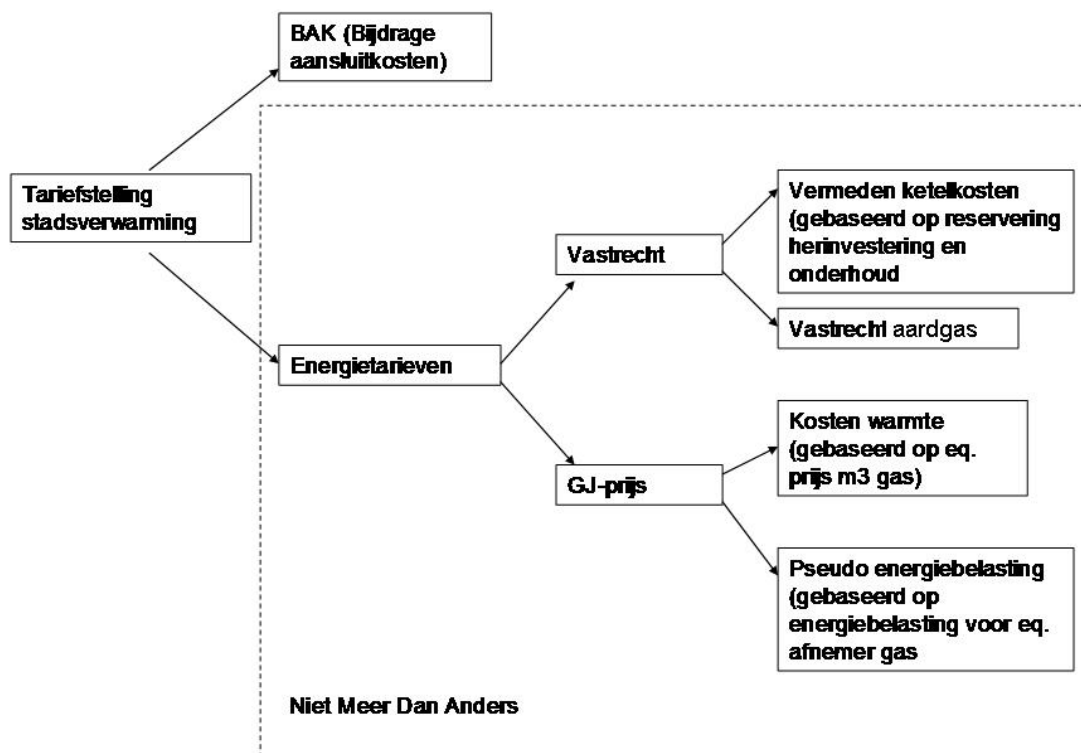 BAK (Bijdrage
aansluitkosten)
Tariefstelling
stadsverwarming
Vermeden ketelkosten
(gebaseerd op reservering
herinvestering en
onderhoud
Vastrecht
Vastrecht aardgas
Energietarieven
Kosten warmte
(gebaseerd op eq.
prijs m3 gas)
GJ-prijs
Pseudo energiebelasting
(gebaseerd op
energiebelasting voor eq.
afnemer gas
Niet Meer Dan Anders